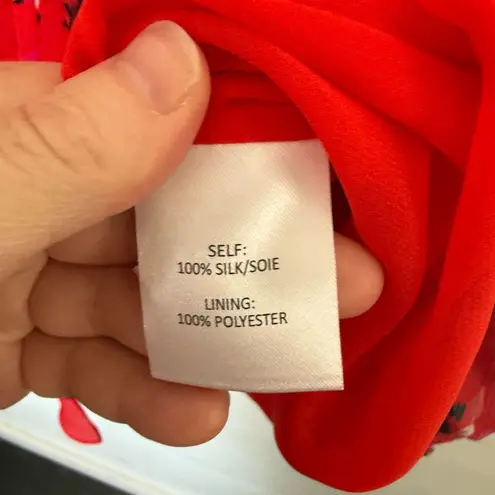 SELF:
100% SILK/SOIE
LINING:
100% POLYESTER